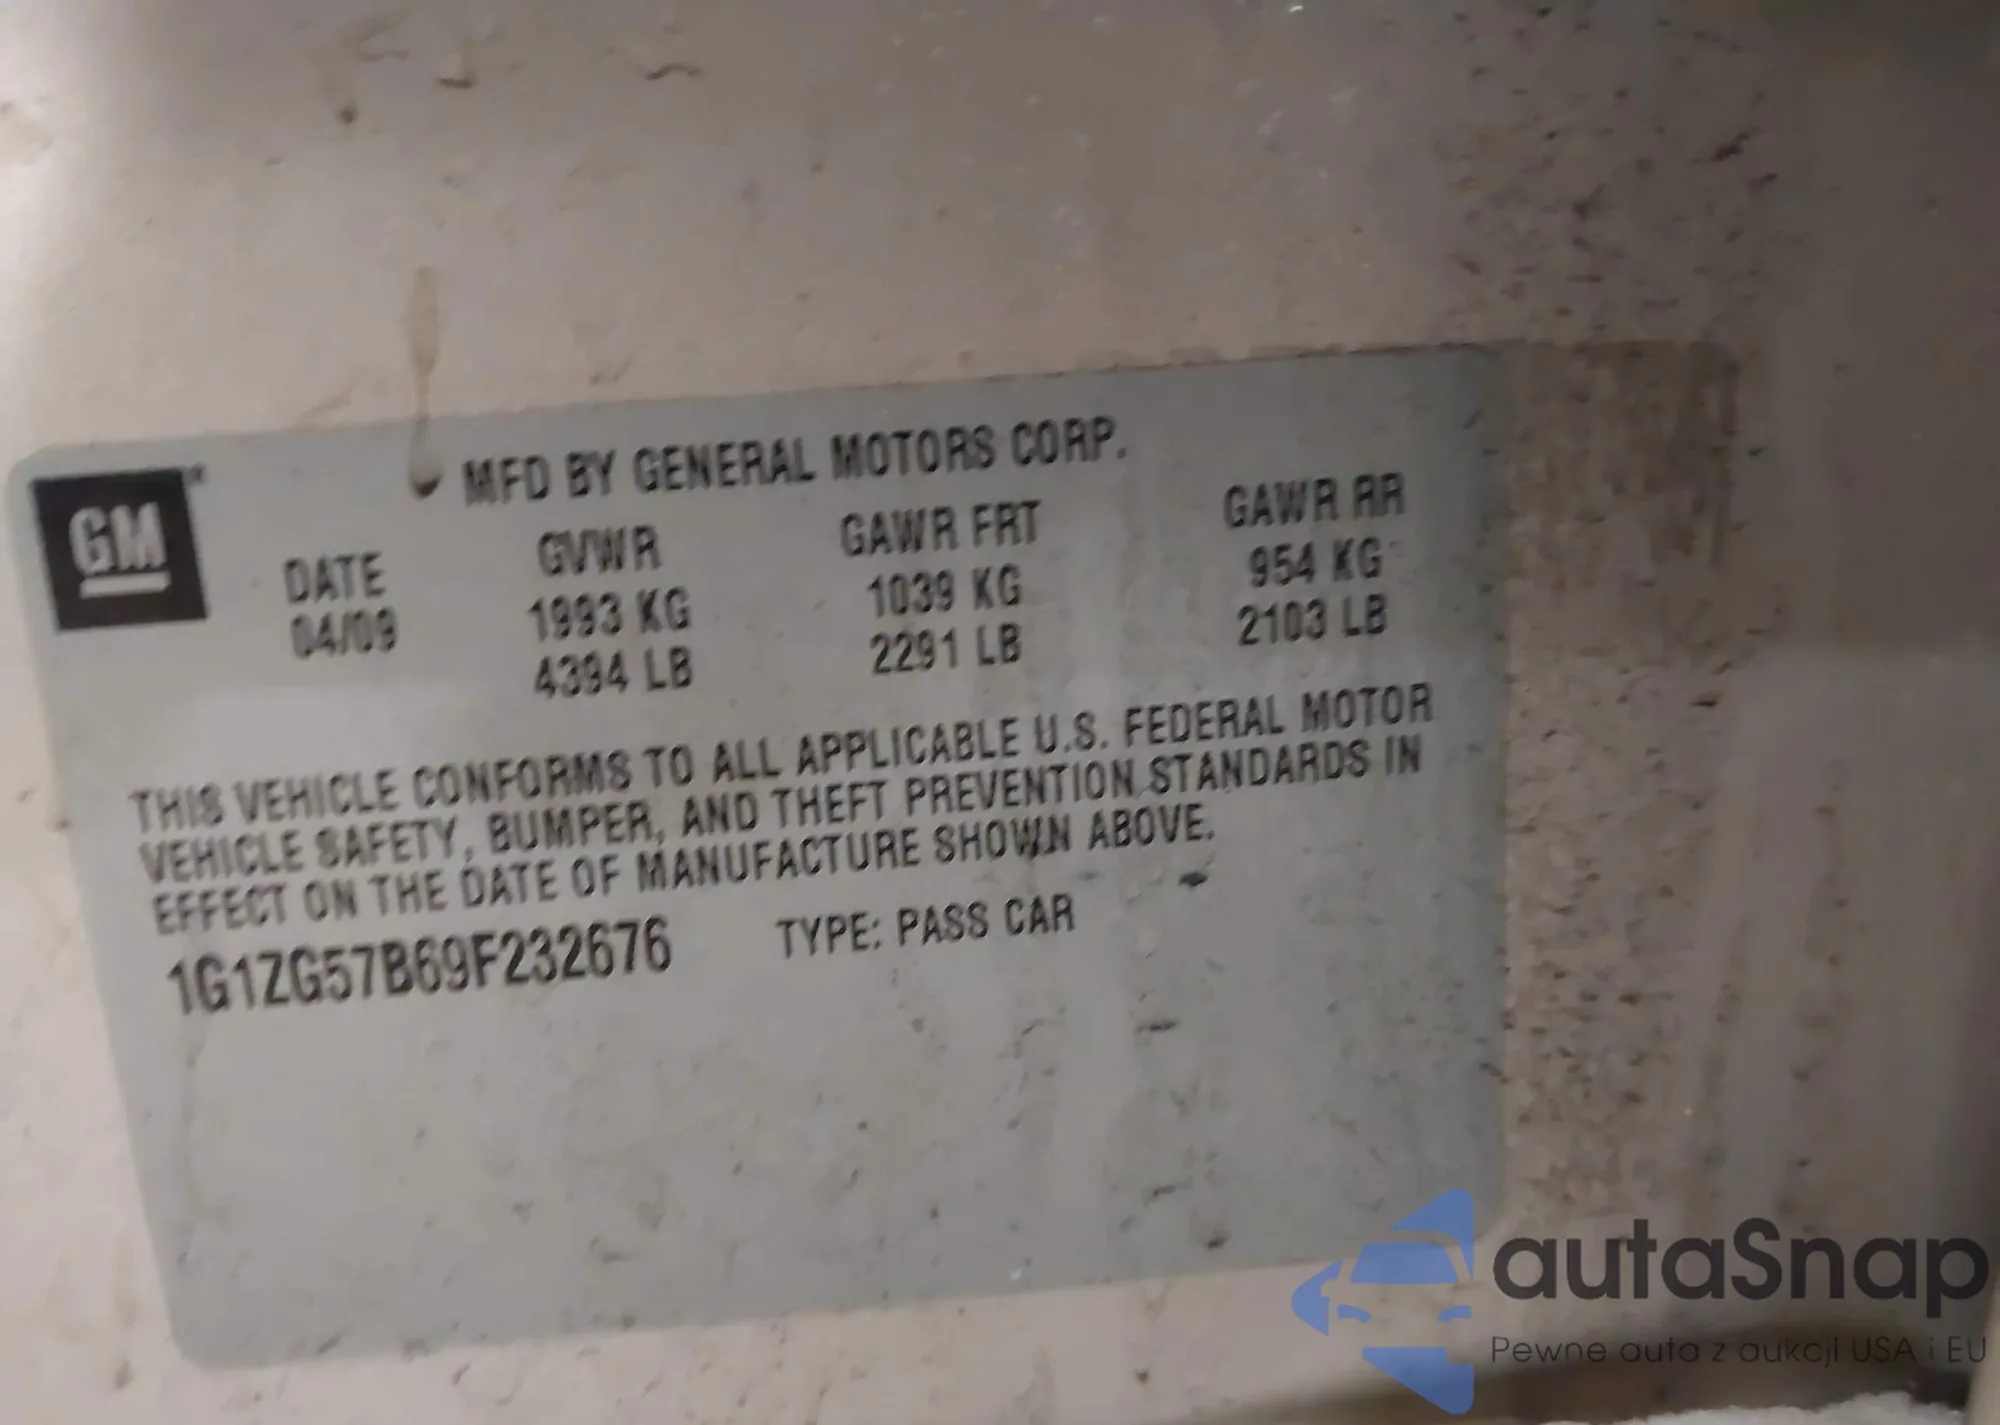 GM
MFD BY GENERAL MOTORS CORP.
DATE GVWR GAWR FRT GAWR RR
04/09 1993 KG 1039 KG 954 KG
4394 LB 2291 LB 2103 LB
THIS VEHICLE CONFORMS TO ALL APPLICABLE U.S. FEDERAL MOTOR
VEHICLE SAFETY, BUMPER, AND THEFT PREVENTION STANDARDS IN
EFFECT ON THE DATE OF MANUFACTURE SHOWN ABOVE.
1G1ZG57B69F232676 TYPE: PASS CAR
autaSnap
Pewne auta z aukcji USA i EU